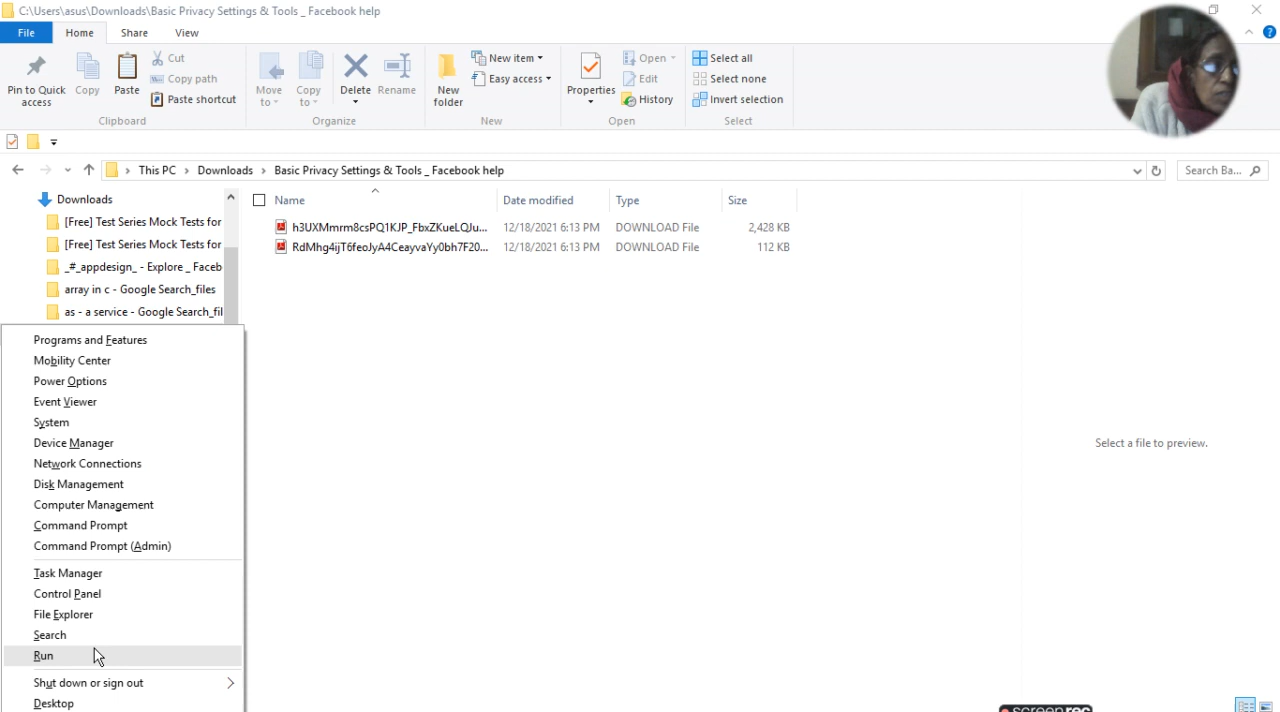 C:\Users\asus\Downloads\Basic Privacy Settings & Tools _ Facebook help
File Home Share View
Pin to Quick access
Copy
Paste
Cut
Copy path
Paste shortcut
Clipboard
Move to
Copy to
Delete
Rename
Organize
New folder
New item
Easy access
New
Properties
Open
Edit
History
Open
Select all
Select none
Invert selection
Select
This PC > Downloads > Basic Privacy Settings & Tools _ Facebook help
Search Ba...
Downloads
[Free] Test Series Mock Tests for
[Free] Test Series Mock Tests for
_#_appdesign_ - Explore _ Faceb
array in c - Google Search_files
as - a service - Google Search_fil
Name Date modified Type Size
h3UXMmrm8csPQ1KJP_FbxZKueLQJu... 12/18/2021 6:13 PM DOWNLOAD File 2,428 KB
RdMhg4ijT6feoJyA4CeayvaYy0bh7F20... 12/18/2021 6:13 PM DOWNLOAD File 112 KB
Select a file to preview.
Programs and Features
Mobility Center
Power Options
Event Viewer
System
Device Manager
Network Connections
Disk Management
Computer Management
Command Prompt
Command Prompt (Admin)
Task Manager
Control Panel
File Explorer
Search
Run
Shut down or sign out
Desktop
screenrec